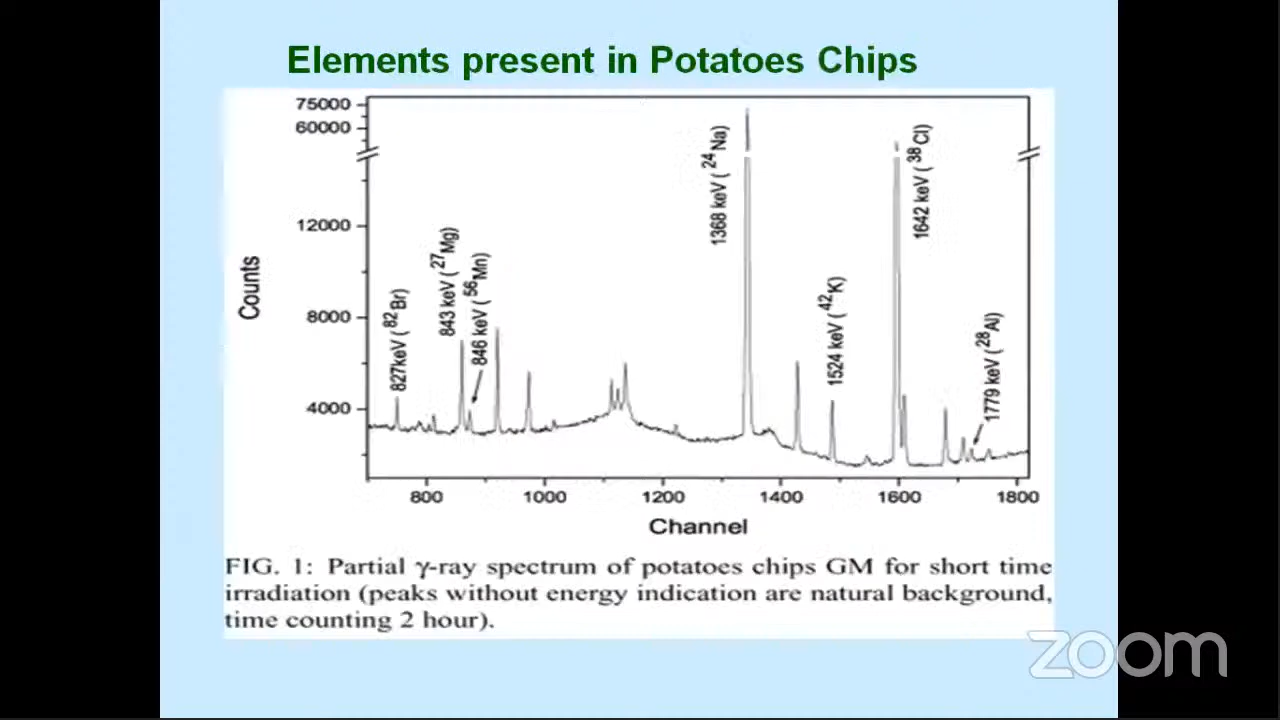 Elements present in Potatoes Chips
75000
60000
12000
8000
4000
Counts
827keV (82Br)
843 keV (27Mg)
846 keV (56Mn)
1368 keV (24Na)
1524 keV (42K)
1642 keV (38Cl)
1779 keV (28Al)
800 1000 1200 1400 1600 1800
Channel
FIG. 1: Partial γ-ray spectrum of potatoes chips GM for short time
irradiation (peaks without energy indication are natural background,
time counting 2 hour).
zoom